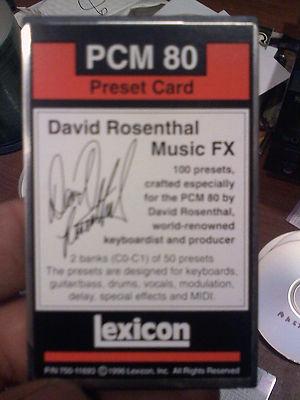 PCM 80
Preset Card
David Rosenthal
Music FX
100 presets,
crafted especially
for the PCM 80 by
David Rosenthal,
world-renowned
keyboardist and producer
2 banks (C0-C1) of 50 presets
The presets are designed for keyboards,
guitar/bass, drums, vocals, modulation,
delay, special effects and MIDI.
lexicon
P/N 750-11693 ©1996 Lexicon, Inc. All Rights Reserved